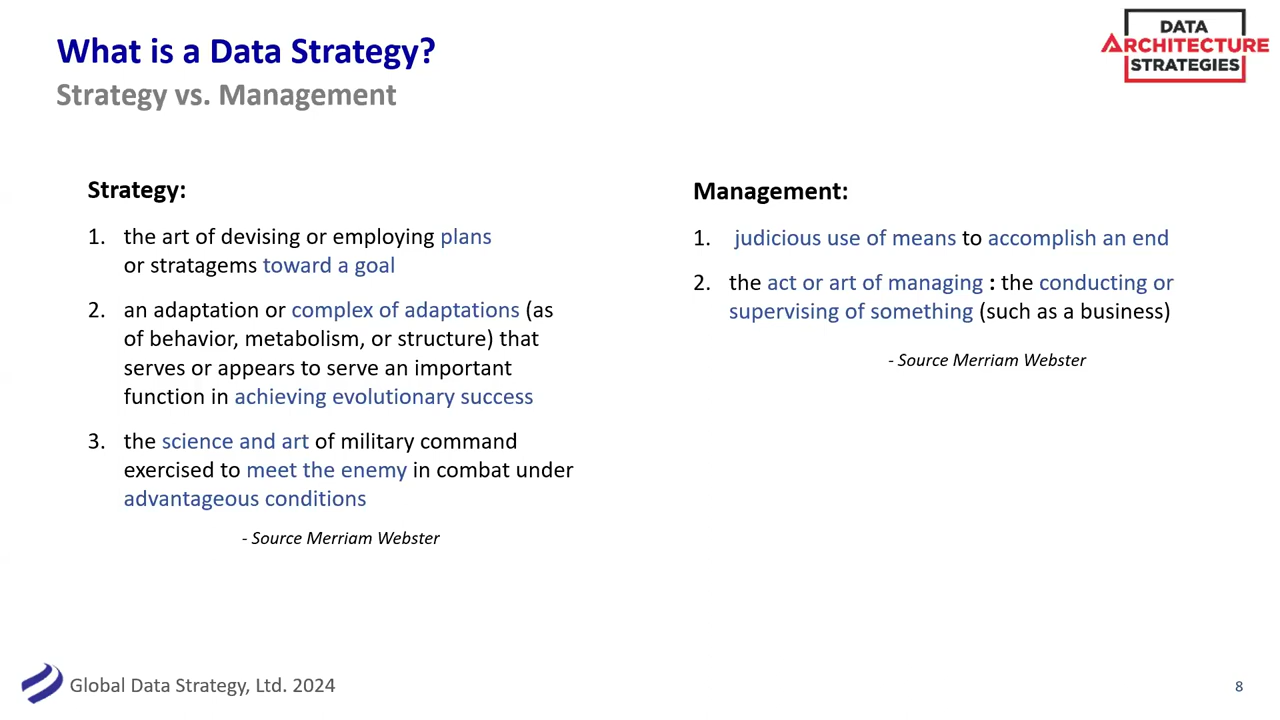 What is a Data Strategy?
Strategy vs. Management
DATA
ARCHITECTURE
STRATEGIES
Strategy:
1. the art of devising or employing plans
or stratagems toward a goal
2. an adaptation or complex of adaptations (as
of behavior, metabolism, or structure) that
serves or appears to serve an important
function in achieving evolutionary success
3. the science and art of military command
exercised to meet the enemy in combat under
advantageous conditions
- Source Merriam Webster
Management:
1. judicious use of means to accomplish an end
2. the act or art of managing : the conducting or
supervising of something (such as a business)
- Source Merriam Webster
Global Data Strategy, Ltd. 2024
8